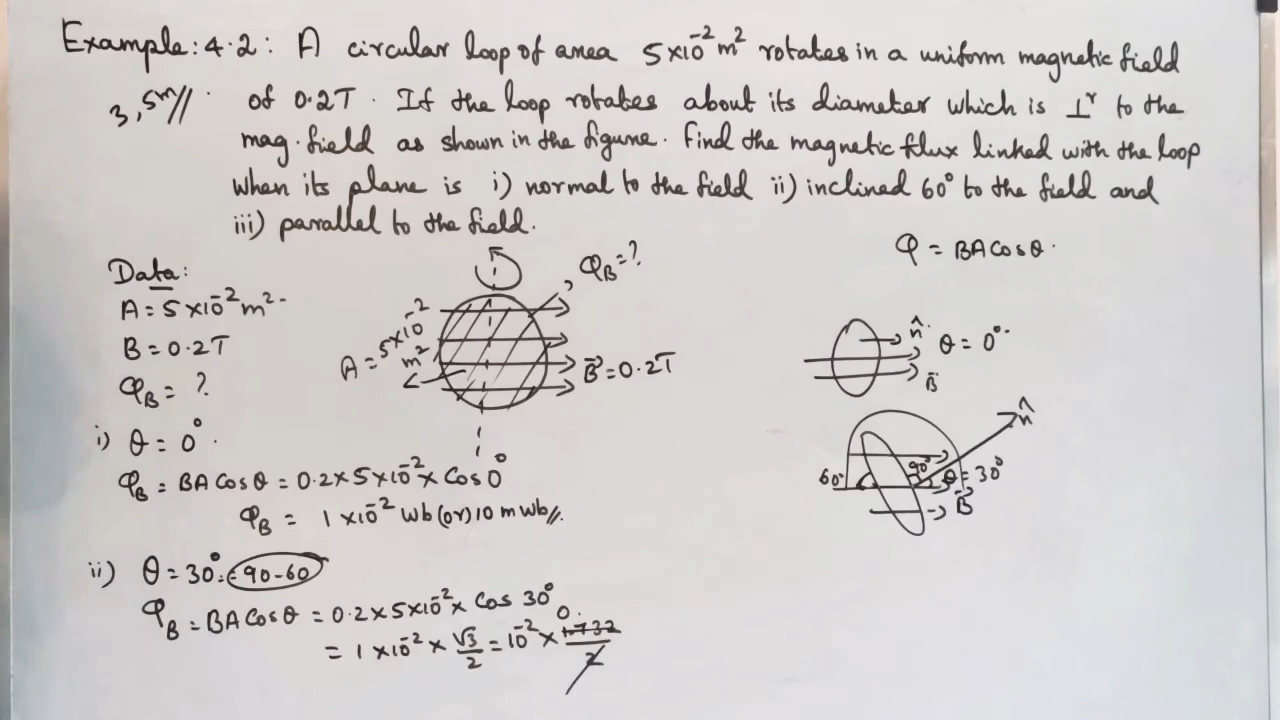 Example: 4.2: A circular loop of area 5×10⁻² m² rotates in a uniform magnetic field
3, 5m//
of 0.2T. If the loop rotates about its diameter which is ⊥ʳ to the
mag. field as shown in the figure. Find the magnetic flux linked with the loop
when its plane is i) normal to the field ii) inclined 60° to the field and
iii) parallel to the field.
Data:
A = 5×10⁻² m²
B = 0.2T
φ_B = ?
φ_B = ?
A = 5×10⁻² m²
B⃗ = 0.2T
φ = BA Cos θ.
n̂
θ = 0°
B⃗
n̂
60°
90°
θ = 30°
B⃗
i) θ = 0°.
φ_B = BA Cos θ = 0.2 × 5×10⁻² × Cos 0°
φ_B = 1 ×10⁻² Wb (or) 10 m Wb//.
ii) θ = 30° = 90-60
φ_B = BA Cos θ = 0.2 × 5×10⁻² × Cos 30°
= 1 ×10⁻² × √3/2 = 10⁻² × 1.732/2
0.